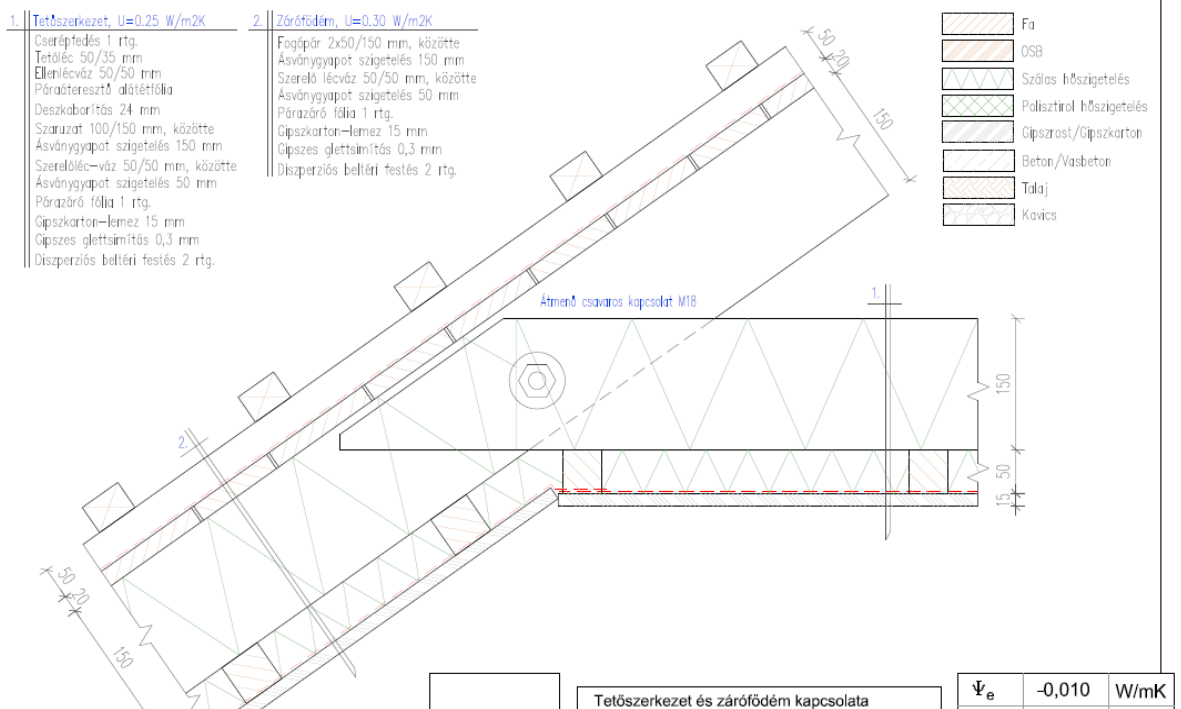 1. Tetőszerkezet, U=0.25 W/m2K
Cserépfedés 1 rtg.
Tetőléc 50/35 mm
Ellenlécváz 50/50 mm
Páraáteresztő alátétfólia
Deszkaborítás 24 mm
Szaruzat 100/150 mm, közötte
Ásványgyapot szigetelés 150 mm
Szerelőléc-váz 50/50 mm, közötte
Ásványgyapot szigetelés 50 mm
Párazáró fólia 1 rtg.
Gipszkarton-lemez 15 mm
Gipszes glettsimítás 0,3 mm
Diszperziós beltéri festés 2 rtg.
2. Zárófödém, U=0.30 W/m2K
Fogópár 2x50/150 mm, közötte
Ásványgyapot szigetelés 150 mm
Szerelő lécváz 50/50 mm, közötte
Ásványgyapot szigetelés 50 mm
Párazáró fólia 1 rtg.
Gipszkarton-lemez 15 mm
Gipszes glettsimítás 0,3 mm
Diszperziós beltéri festés 2 rtg.
50
20
150
Fa
OSB
Szálas hőszigetelés
Polisztirol hőszigetelés
Gipszrost/Gipszkarton
Beton/Vasbeton
Talaj
Kavics
Átmenő csavaros kapcsolat M18
1.
150
50
15
2.
50
20
150
Tetőszerkezet és zárófödém kapcsolata
Ψe -0,010 W/mK